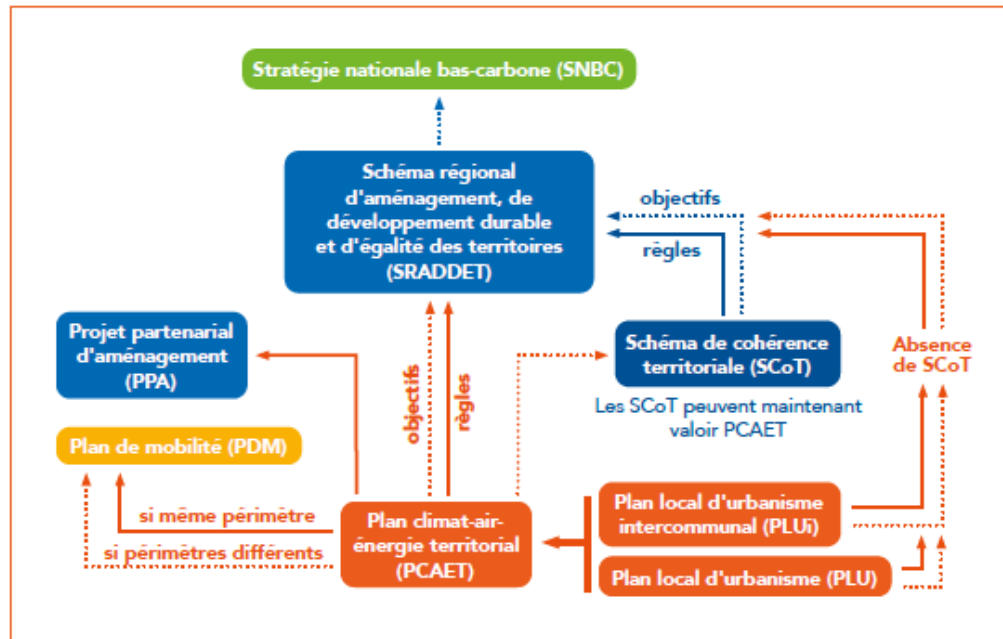 Stratégie nationale bas-carbone (SNBC)
Schéma régional
d'aménagement, de
développement durable
et d'égalité des territoires
(SRADDET)
objectifs
règles
Projet partenarial
d'aménagement
(PPA)
Schéma de cohérence
territoriale (SCoT)
Absence
de SCoT
Les SCoT peuvent maintenant
valoir PCAET
objectifs
règles
Plan de mobilité (PDM)
si même périmètre
si périmètres différents
Plan climat-air-
énergie territorial
(PCAET)
Plan local d'urbanisme
intercommunal (PLUi)
Plan local d'urbanisme (PLU)